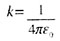 k = 1/(4πε₀)